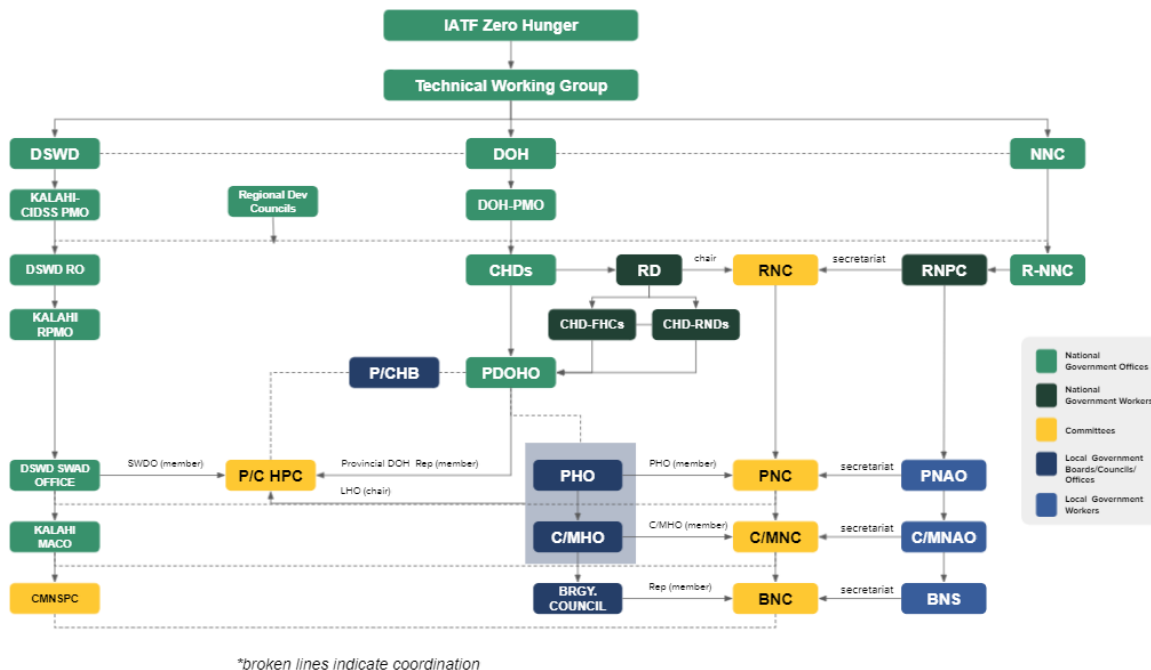 IATF Zero Hunger
Technical Working Group
DSWD
DOH
NNC
KALAHI-
CIDSS PMO
Regional Dev
Councils
DOH-PMO
DSWD RO
CHDs
RD
chair
RNC
secretariat
RNPC
R-NNC
KALAHI
RPMO
CHD-FHCs
CHD-RNDs
P/CHB
PDOHO
National
Government Offices
National
Government Workers
Committees
Local Government
Boards/Councils/
Offices
Local Government
Workers
DSWD SWAD
OFFICE
SWDO (member)
P/C HPC
Provincial DOH Rep (member)
LHO (chair)
PHO
PHO (member)
PNC
secretariat
PNAO
KALAHI
MACO
C/MHO
C/MHO (member)
C/MNC
secretariat
C/MNAO
CMNSPC
BRGY.
COUNCIL
Rep (member)
BNC
secretariat
BNS
*broken lines indicate coordination